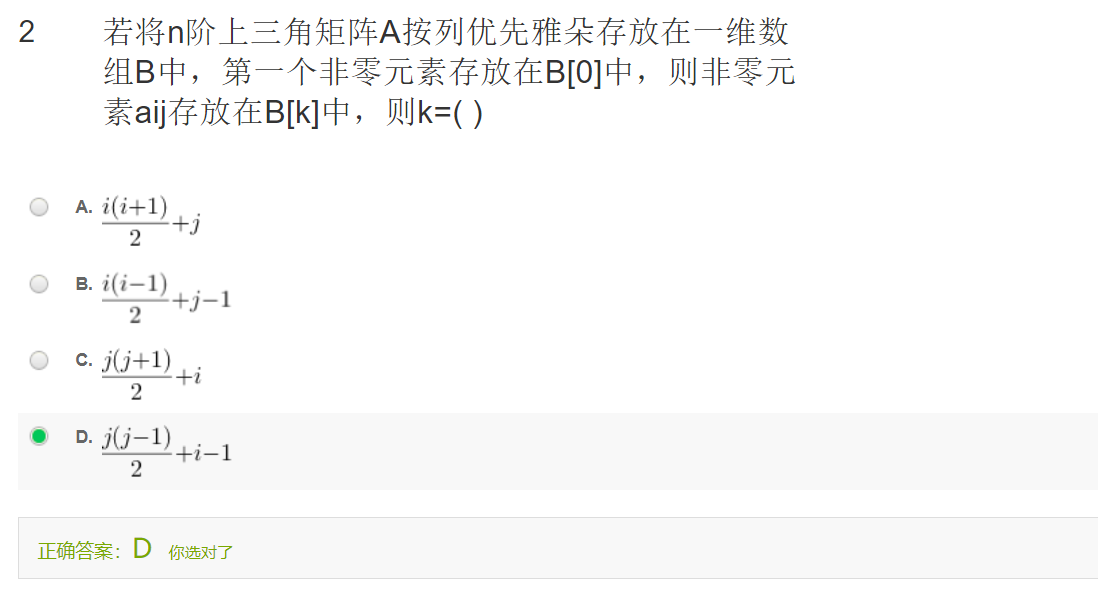 2 若将n阶上三角矩阵A按列优先雅朵存放在一维数
组B中，第一个非零元素存放在B[0]中，则非零元
素aij存放在B[k]中，则k=( )
A. i(i+1)/2+j
B. i(i−1)/2+j−1
C. j(j+1)/2+i
D. j(j−1)/2+i−1
正确答案：D 你选对了